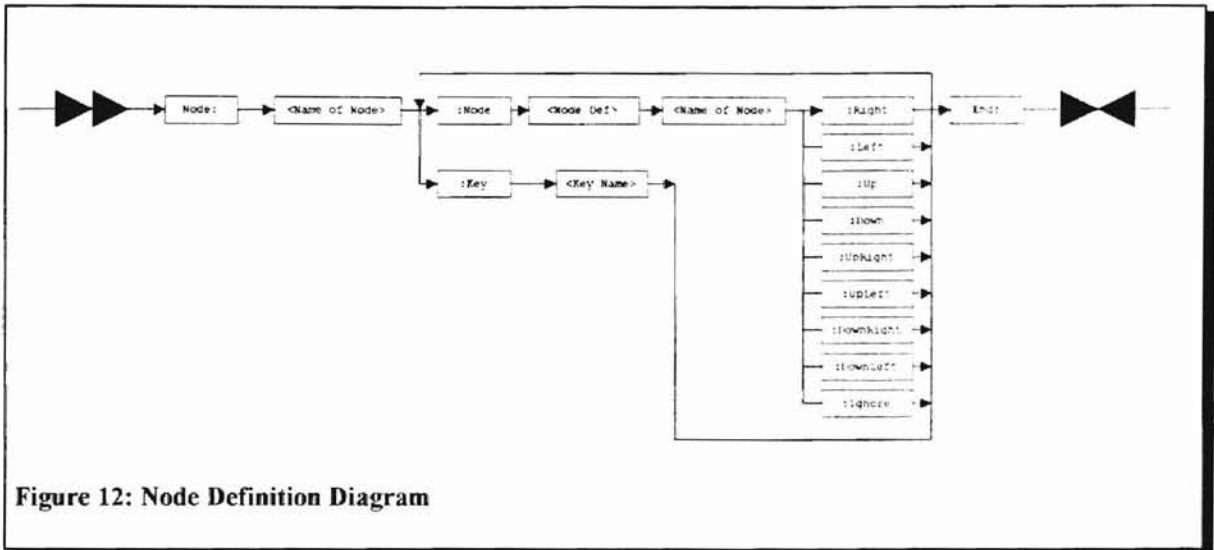 Node: <Name of Node> :Node <Node Def> <Name of Node> :Right End:
:Left
:Key <Key Name> :Up
:Down
:UpRight
:UpLeft
:DownRight
:DownLeft
:Ignore
Figure 12: Node Definition Diagram